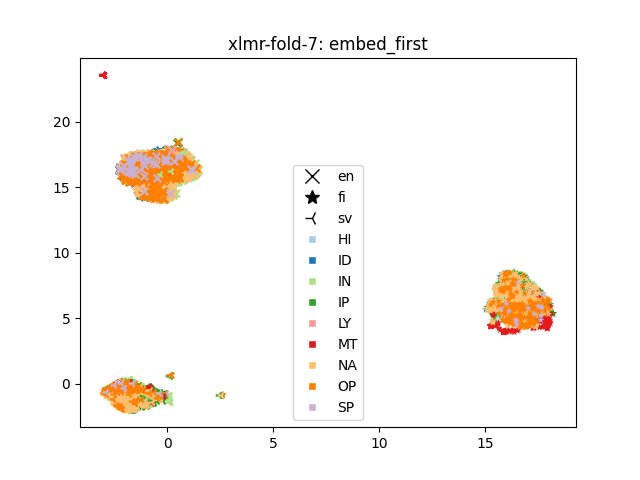 xlmr-fold-7: embed_first
20
15
10
5
0
0
5
10
15
en
fi
sv
HI
ID
IN
IP
LY
MT
NA
OP
SP